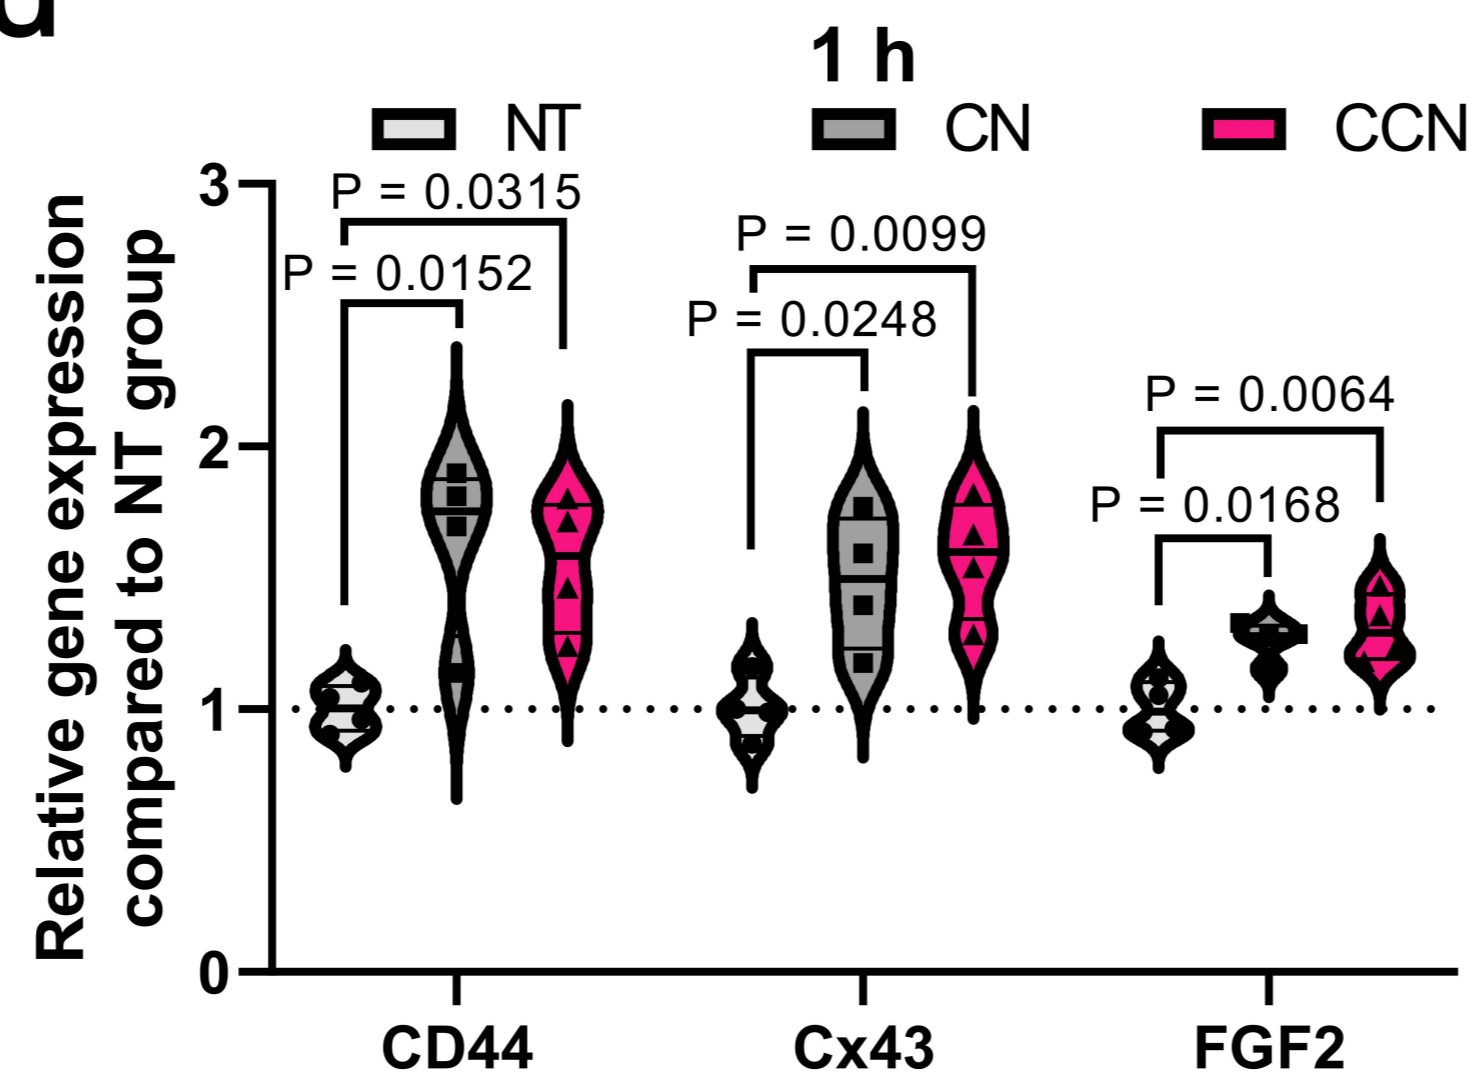 d
1 h
NT CN CCN
Relative gene expression
compared to NT group
3
2
1
0
P = 0.0315
P = 0.0152
P = 0.0099
P = 0.0248
P = 0.0064
P = 0.0168
CD44 Cx43 FGF2